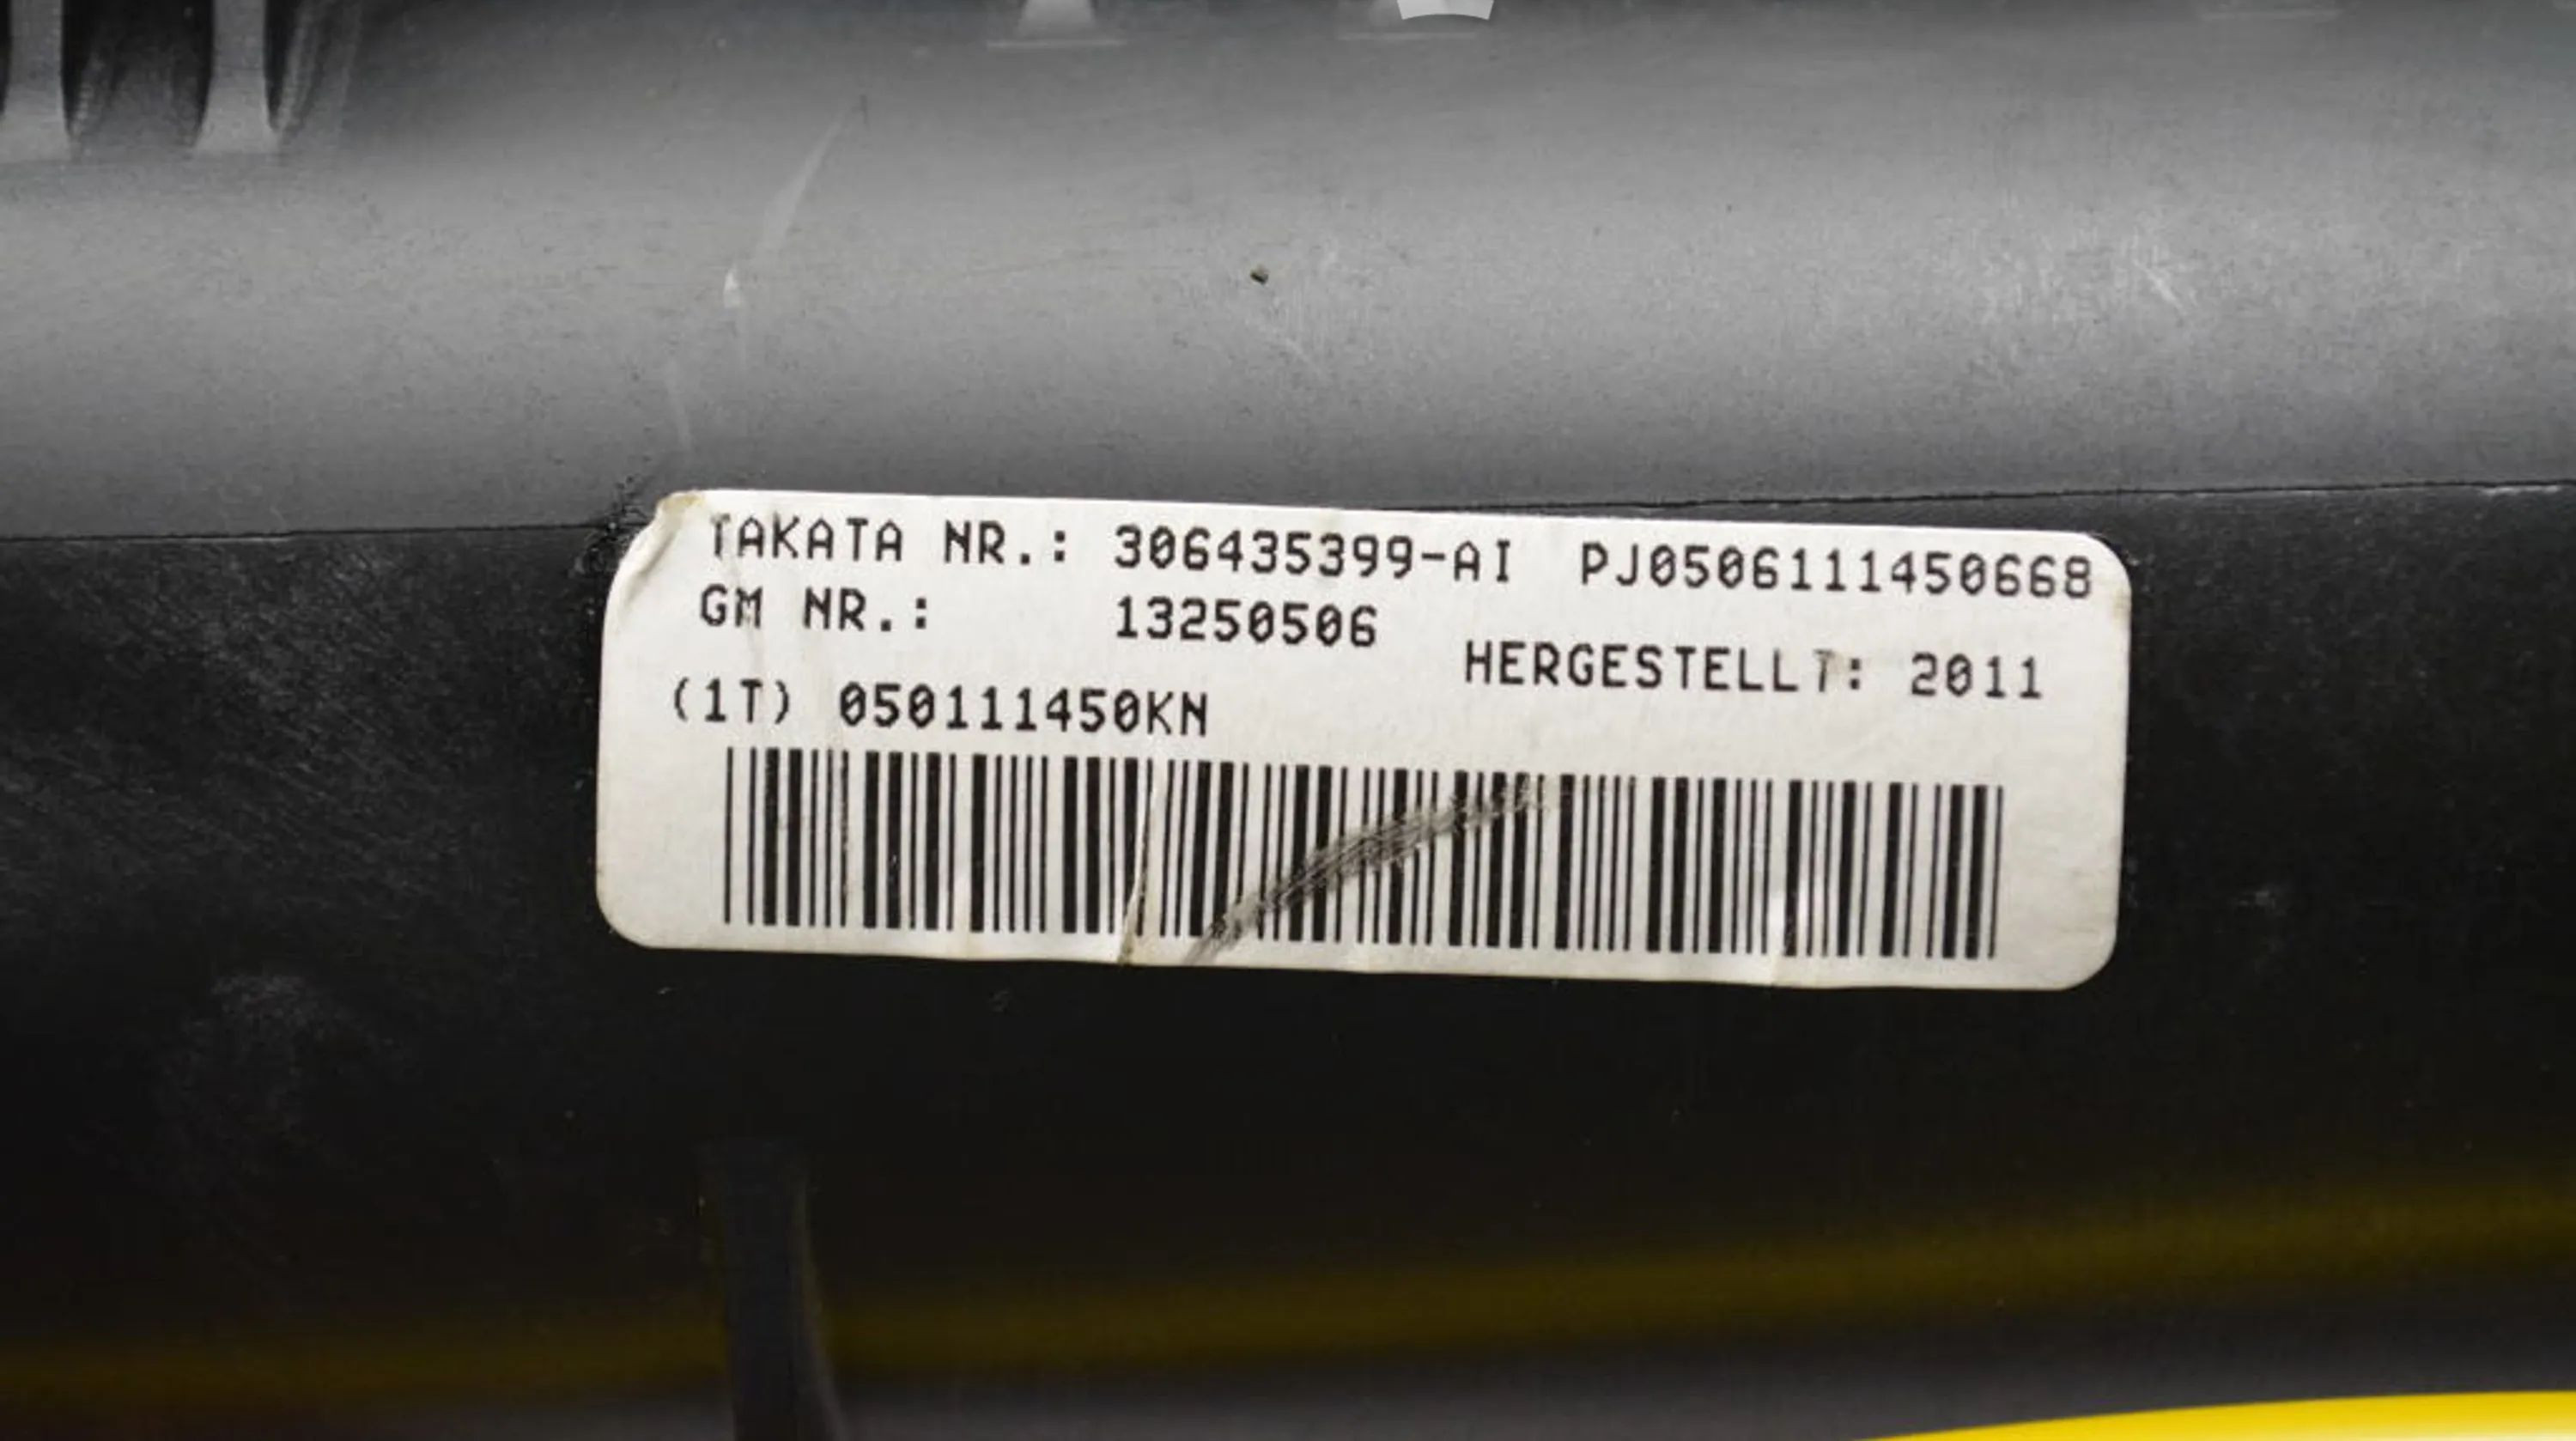 TAKATA NR.: 306435399-AI PJ0506111450668
GM NR.: 13250506
HERGESTELLT: 2011
(1T) 050111450KN